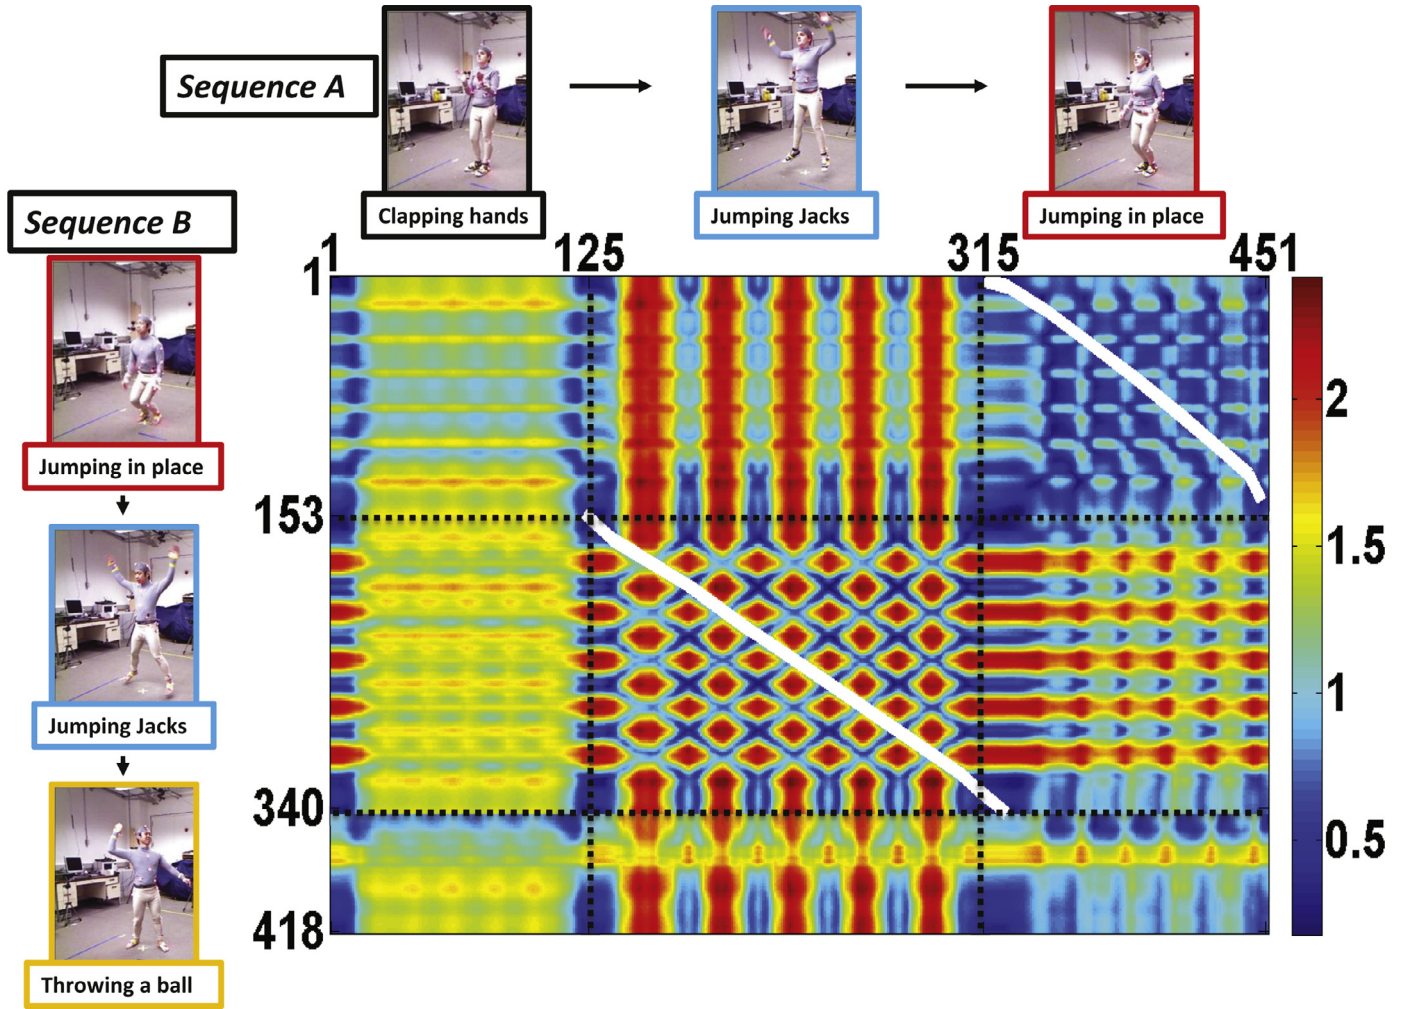 Sequence A
Clapping hands
Jumping Jacks
Jumping in place
Sequence B
Jumping in place
Jumping Jacks
Throwing a ball
1
125
315
451
1
153
340
418
2
1.5
1
0.5